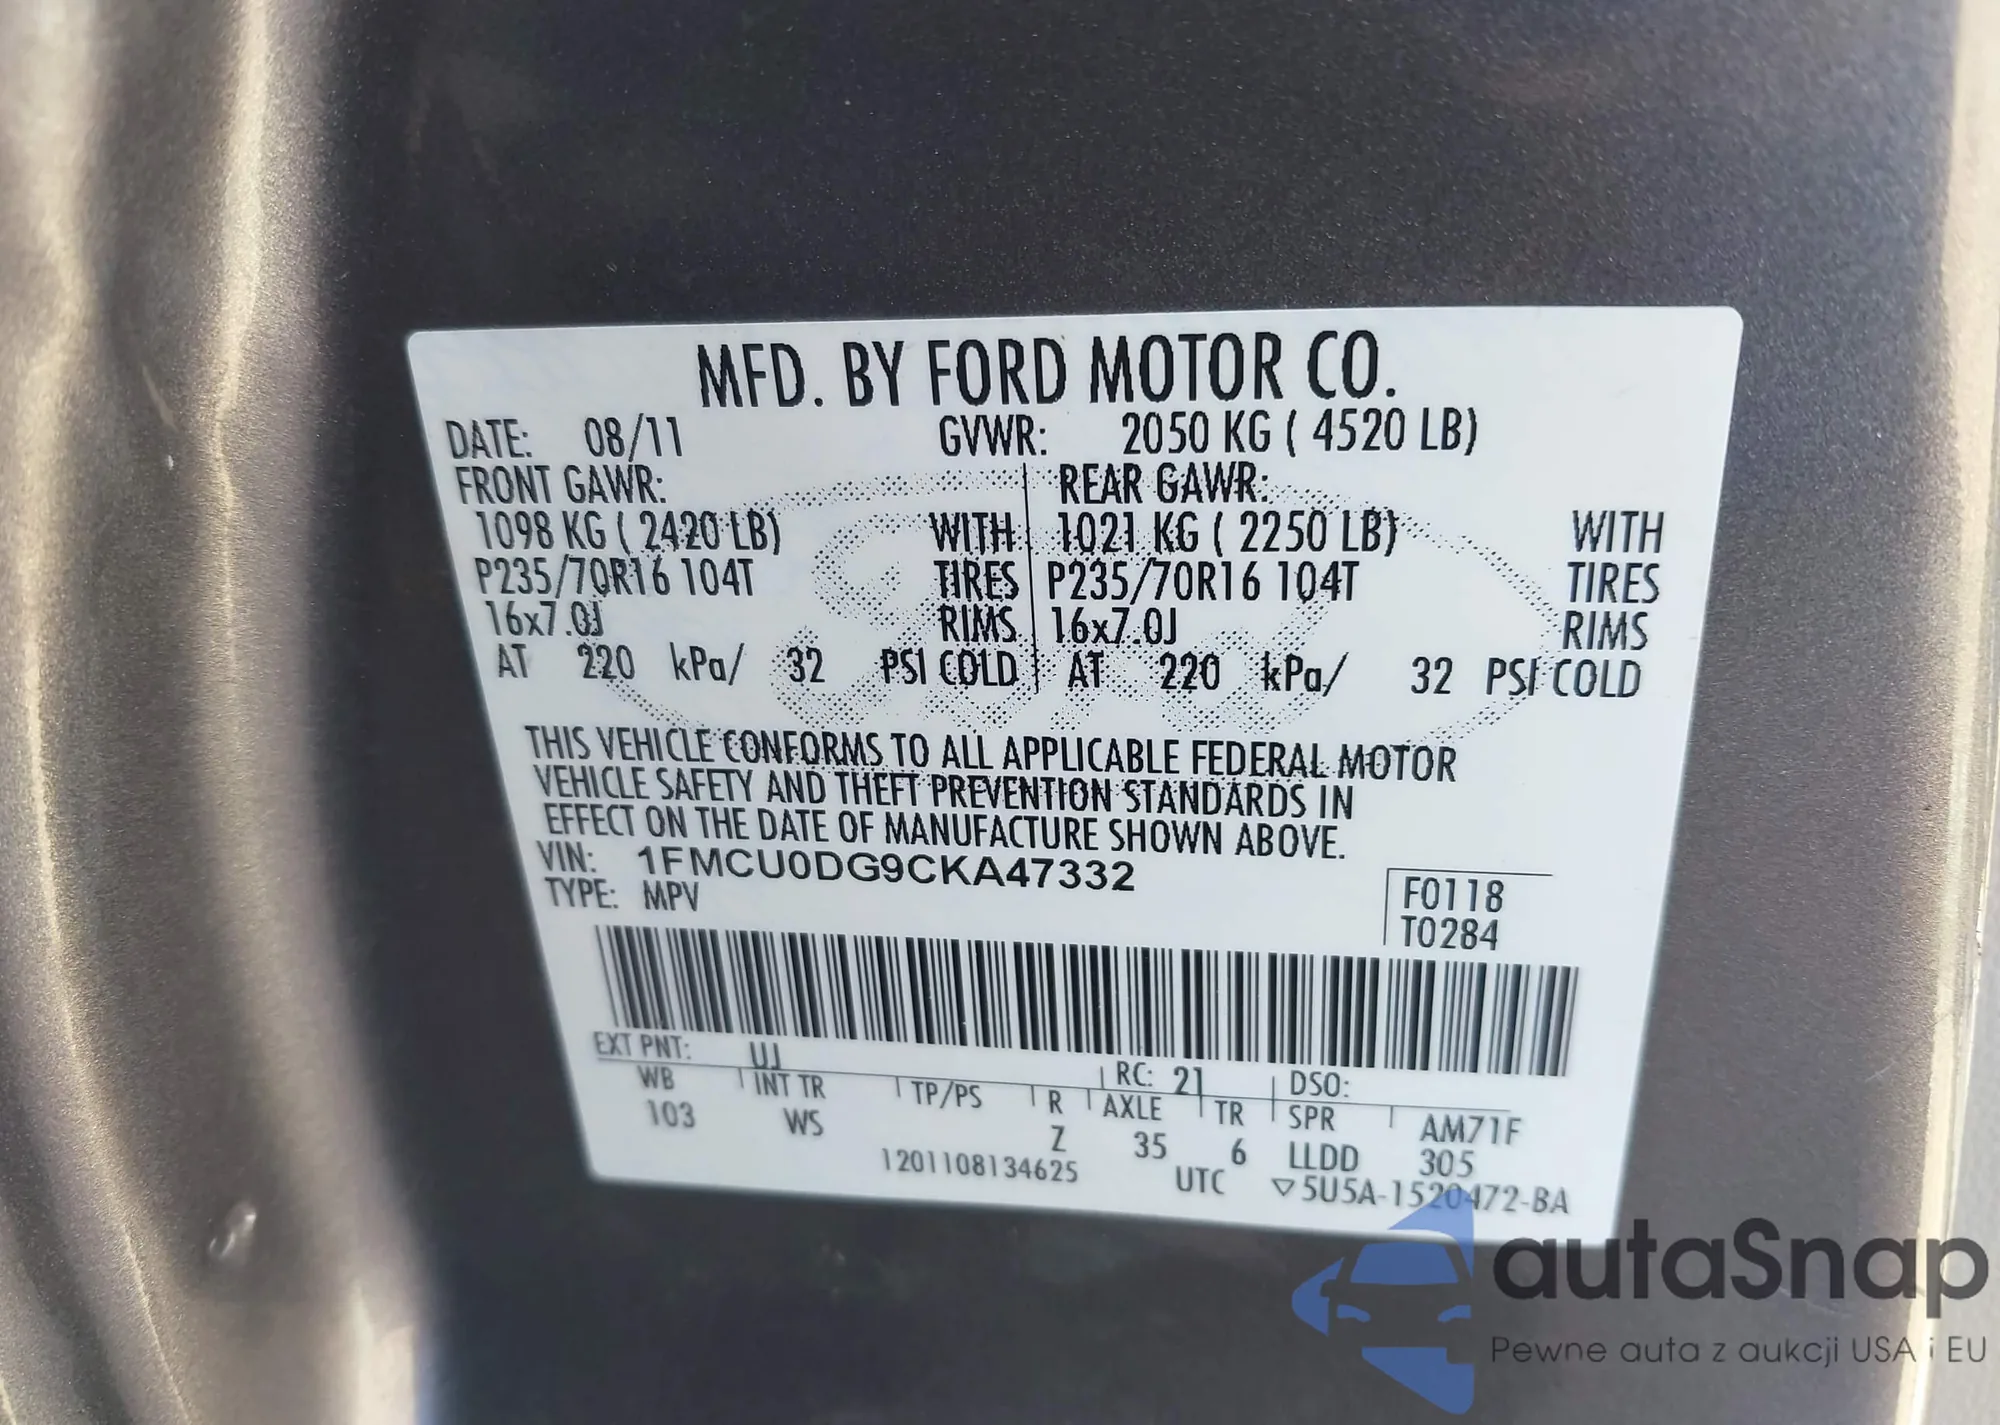 MFD. BY FORD MOTOR CO.
DATE: 08/11 GVWR: 2050 KG ( 4520 LB)
FRONT GAWR: REAR GAWR:
1098 KG ( 2420 LB) WITH 1021 KG ( 2250 LB) WITH
P235/70R16 104T TIRES P235/70R16 104T TIRES
16x7.0J RIMS 16x7.0J RIMS
AT 220 kPa/ 32 PSI COLD AT 220 kPa/ 32 PSI COLD
THIS VEHICLE CONFORMS TO ALL APPLICABLE FEDERAL MOTOR
VEHICLE SAFETY AND THEFT PREVENTION STANDARDS IN
EFFECT ON THE DATE OF MANUFACTURE SHOWN ABOVE.
VIN: 1FMCU0DG9CKA47332
TYPE: MPV
F0118
T0284
EXT PNT: UJ RC: 21 DSO:
WB INT TR TP/PS R AXLE TR SPR AM71F
103 WS Z 35 6 LLDD 305
1201108134625 UTC ▽5U5A-1520472-BA
autaSnap
Pewne auta z aukcji USA i EU